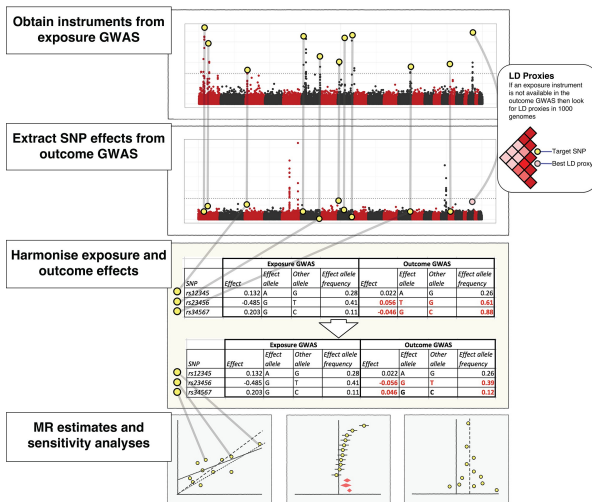 Obtain instruments from
exposure GWAS
LD Proxies
If an exposure instrument
is not available in the
outcome GWAS then look
for LD proxies in 1000
genomes
Target SNP
Best LD proxy
Extract SNP effects from
outcome GWAS
Harmonise exposure and
outcome effects
Exposure GWAS Outcome GWAS
SNP Effect Effect allele Other allele Effect allele frequency Effect Effect allele Other allele Effect allele frequency
rs12345 0.132 A G 0.28 0.022 A G 0.26
rs23456 -0.485 G T 0.41 0.056 T G 0.61
rs34567 0.203 G C 0.11 -0.046 G C 0.88
Exposure GWAS Outcome GWAS
SNP Effect Effect allele Other allele Effect allele frequency Effect Effect allele Other allele Effect allele frequency
rs12345 0.132 A G 0.28 0.022 A G 0.26
rs23456 -0.485 G T 0.41 -0.056 G T 0.39
rs34567 0.203 G C 0.11 0.046 G C 0.12
MR estimates and
sensitivity analyses